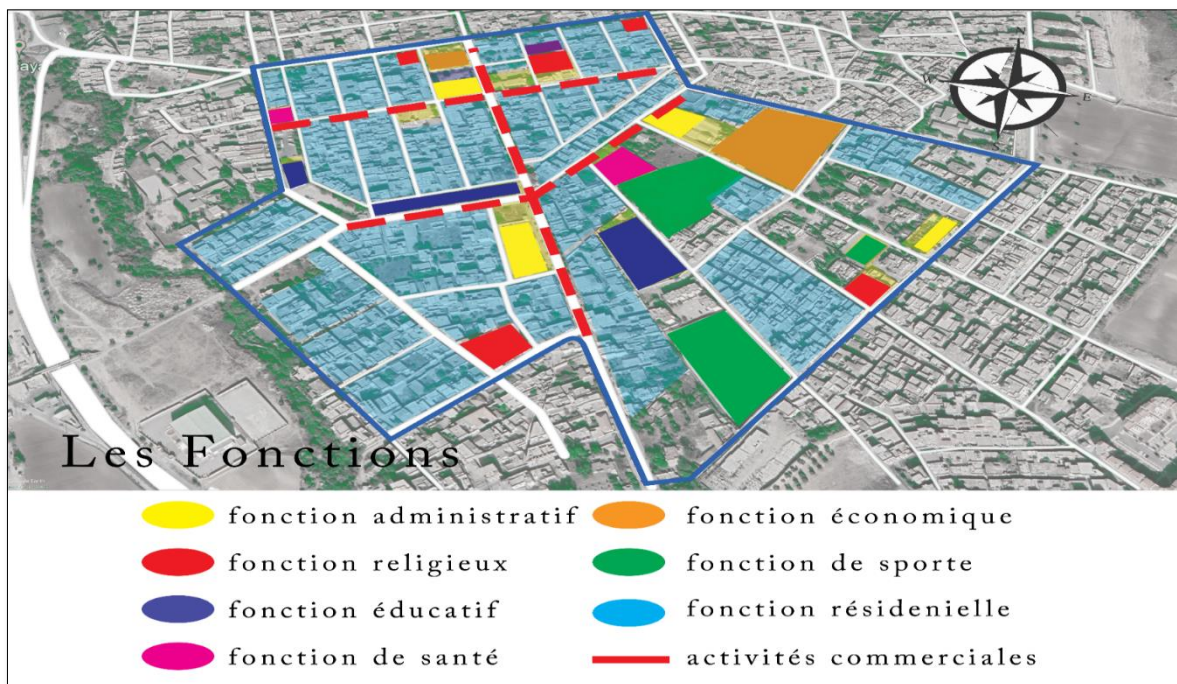 ay
N
W
E
Les Fonctions
fonction administratif
fonction économique
fonction religieux
fonction de sporte
fonction éducatif
fonction résidenielle
fonction de santé
activités commerciales